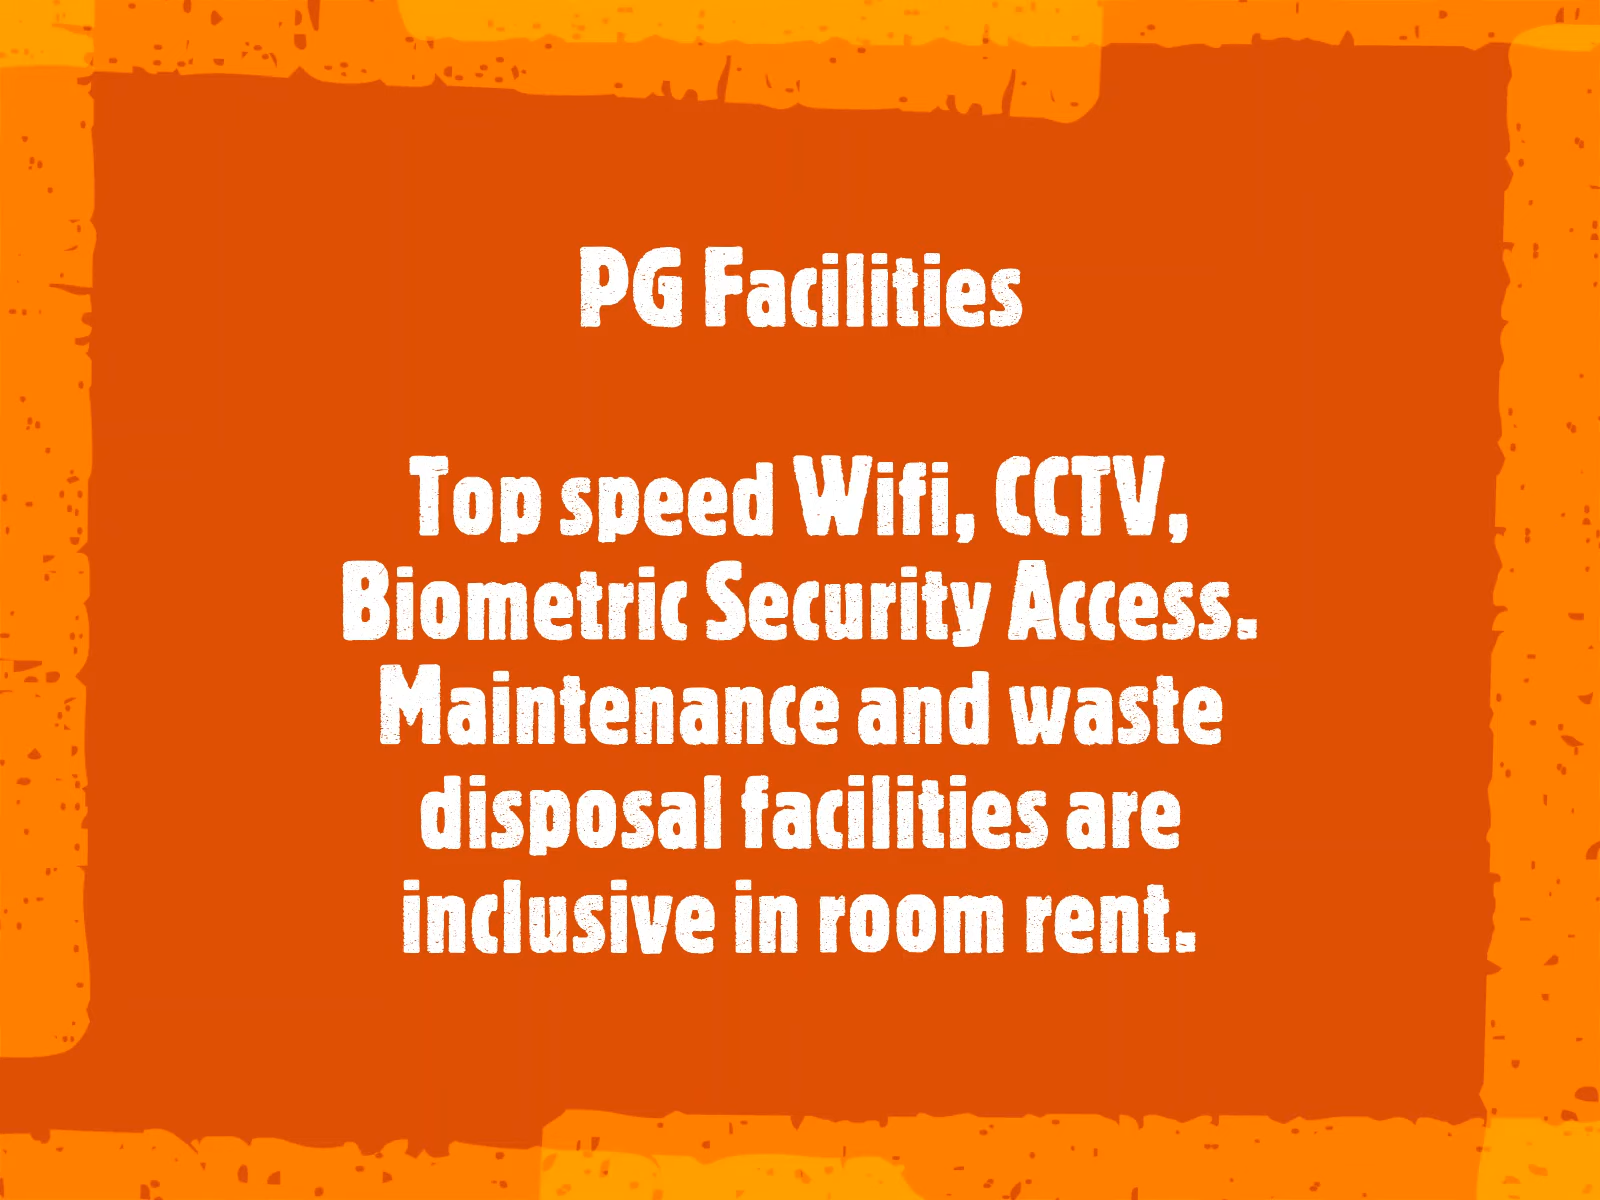 PG Facilities
Top speed Wifi, CCTV,
Biometric Security Access.
Maintenance and waste
disposal facilities are
inclusive in room rent.